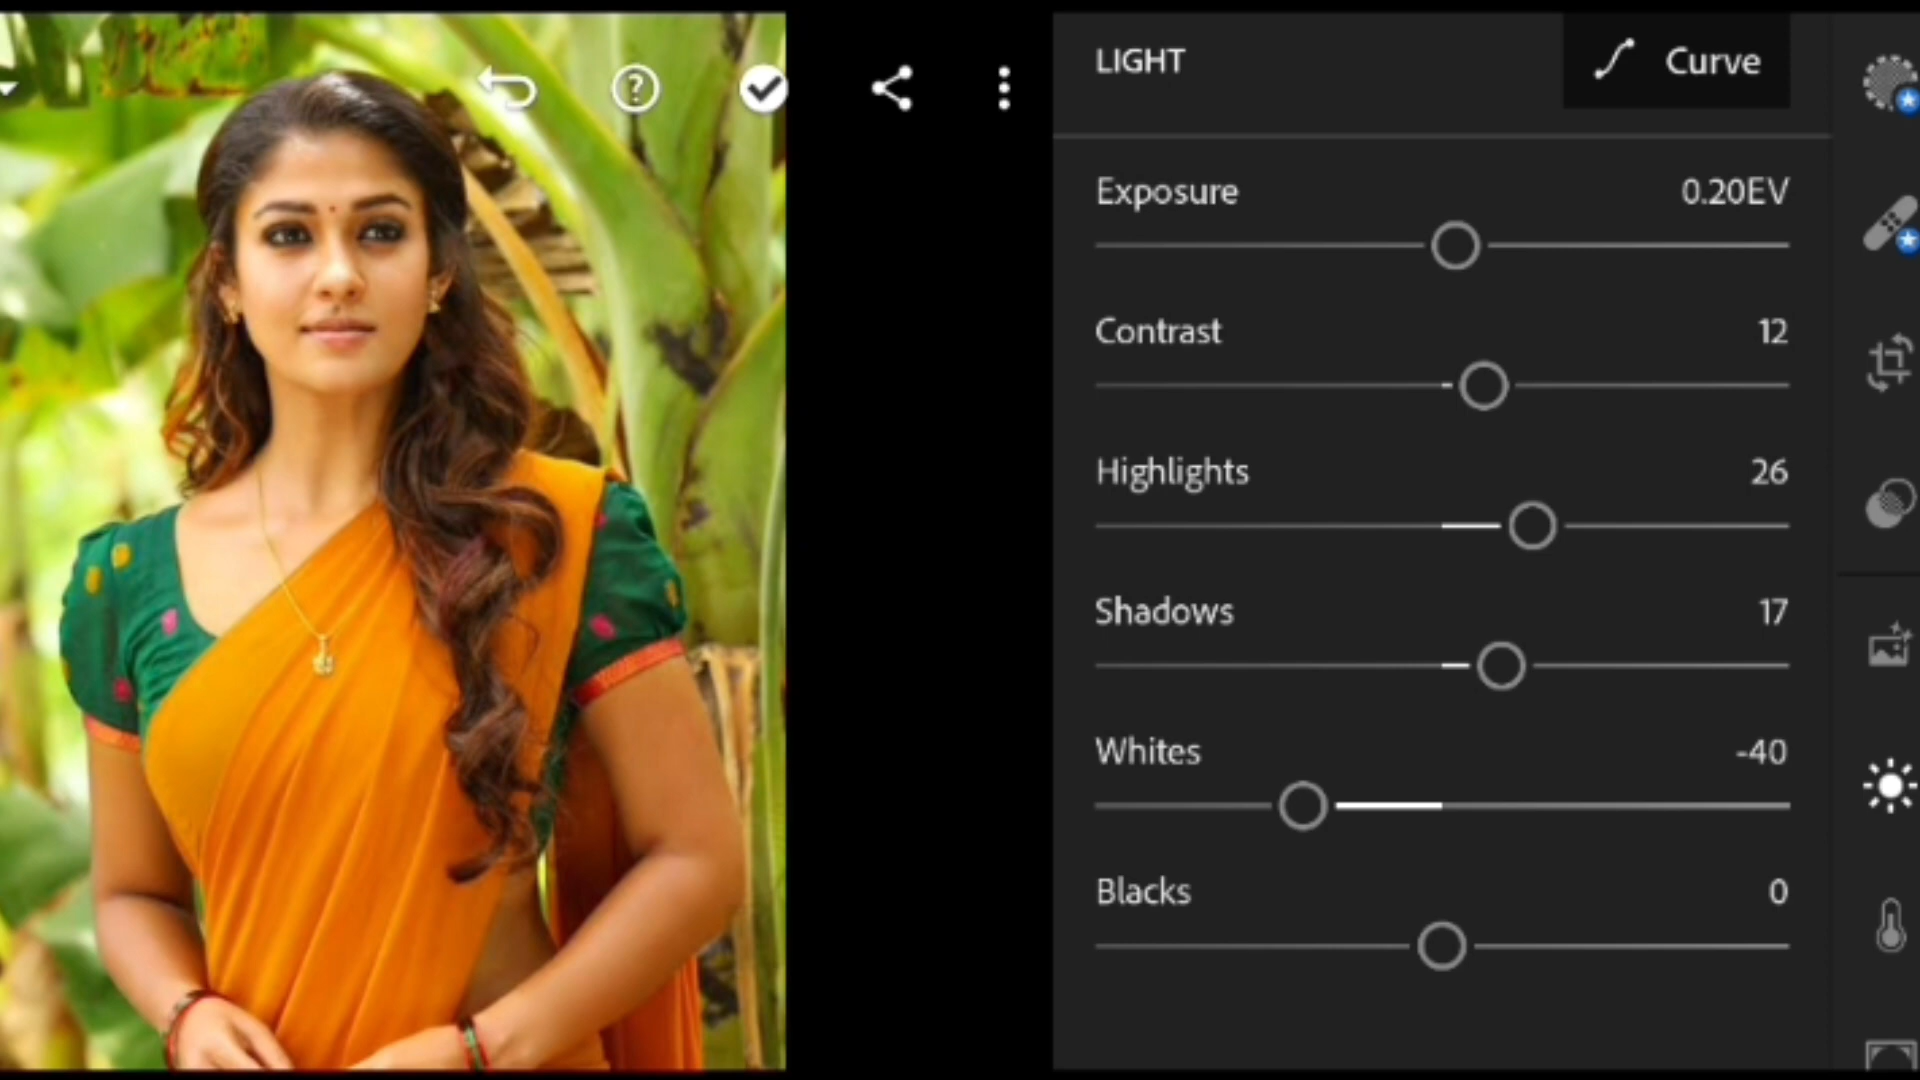 LIGHT
Curve
Exposure
0.20EV
Contrast
12
Highlights
26
Shadows
17
Whites
-40
Blacks
0